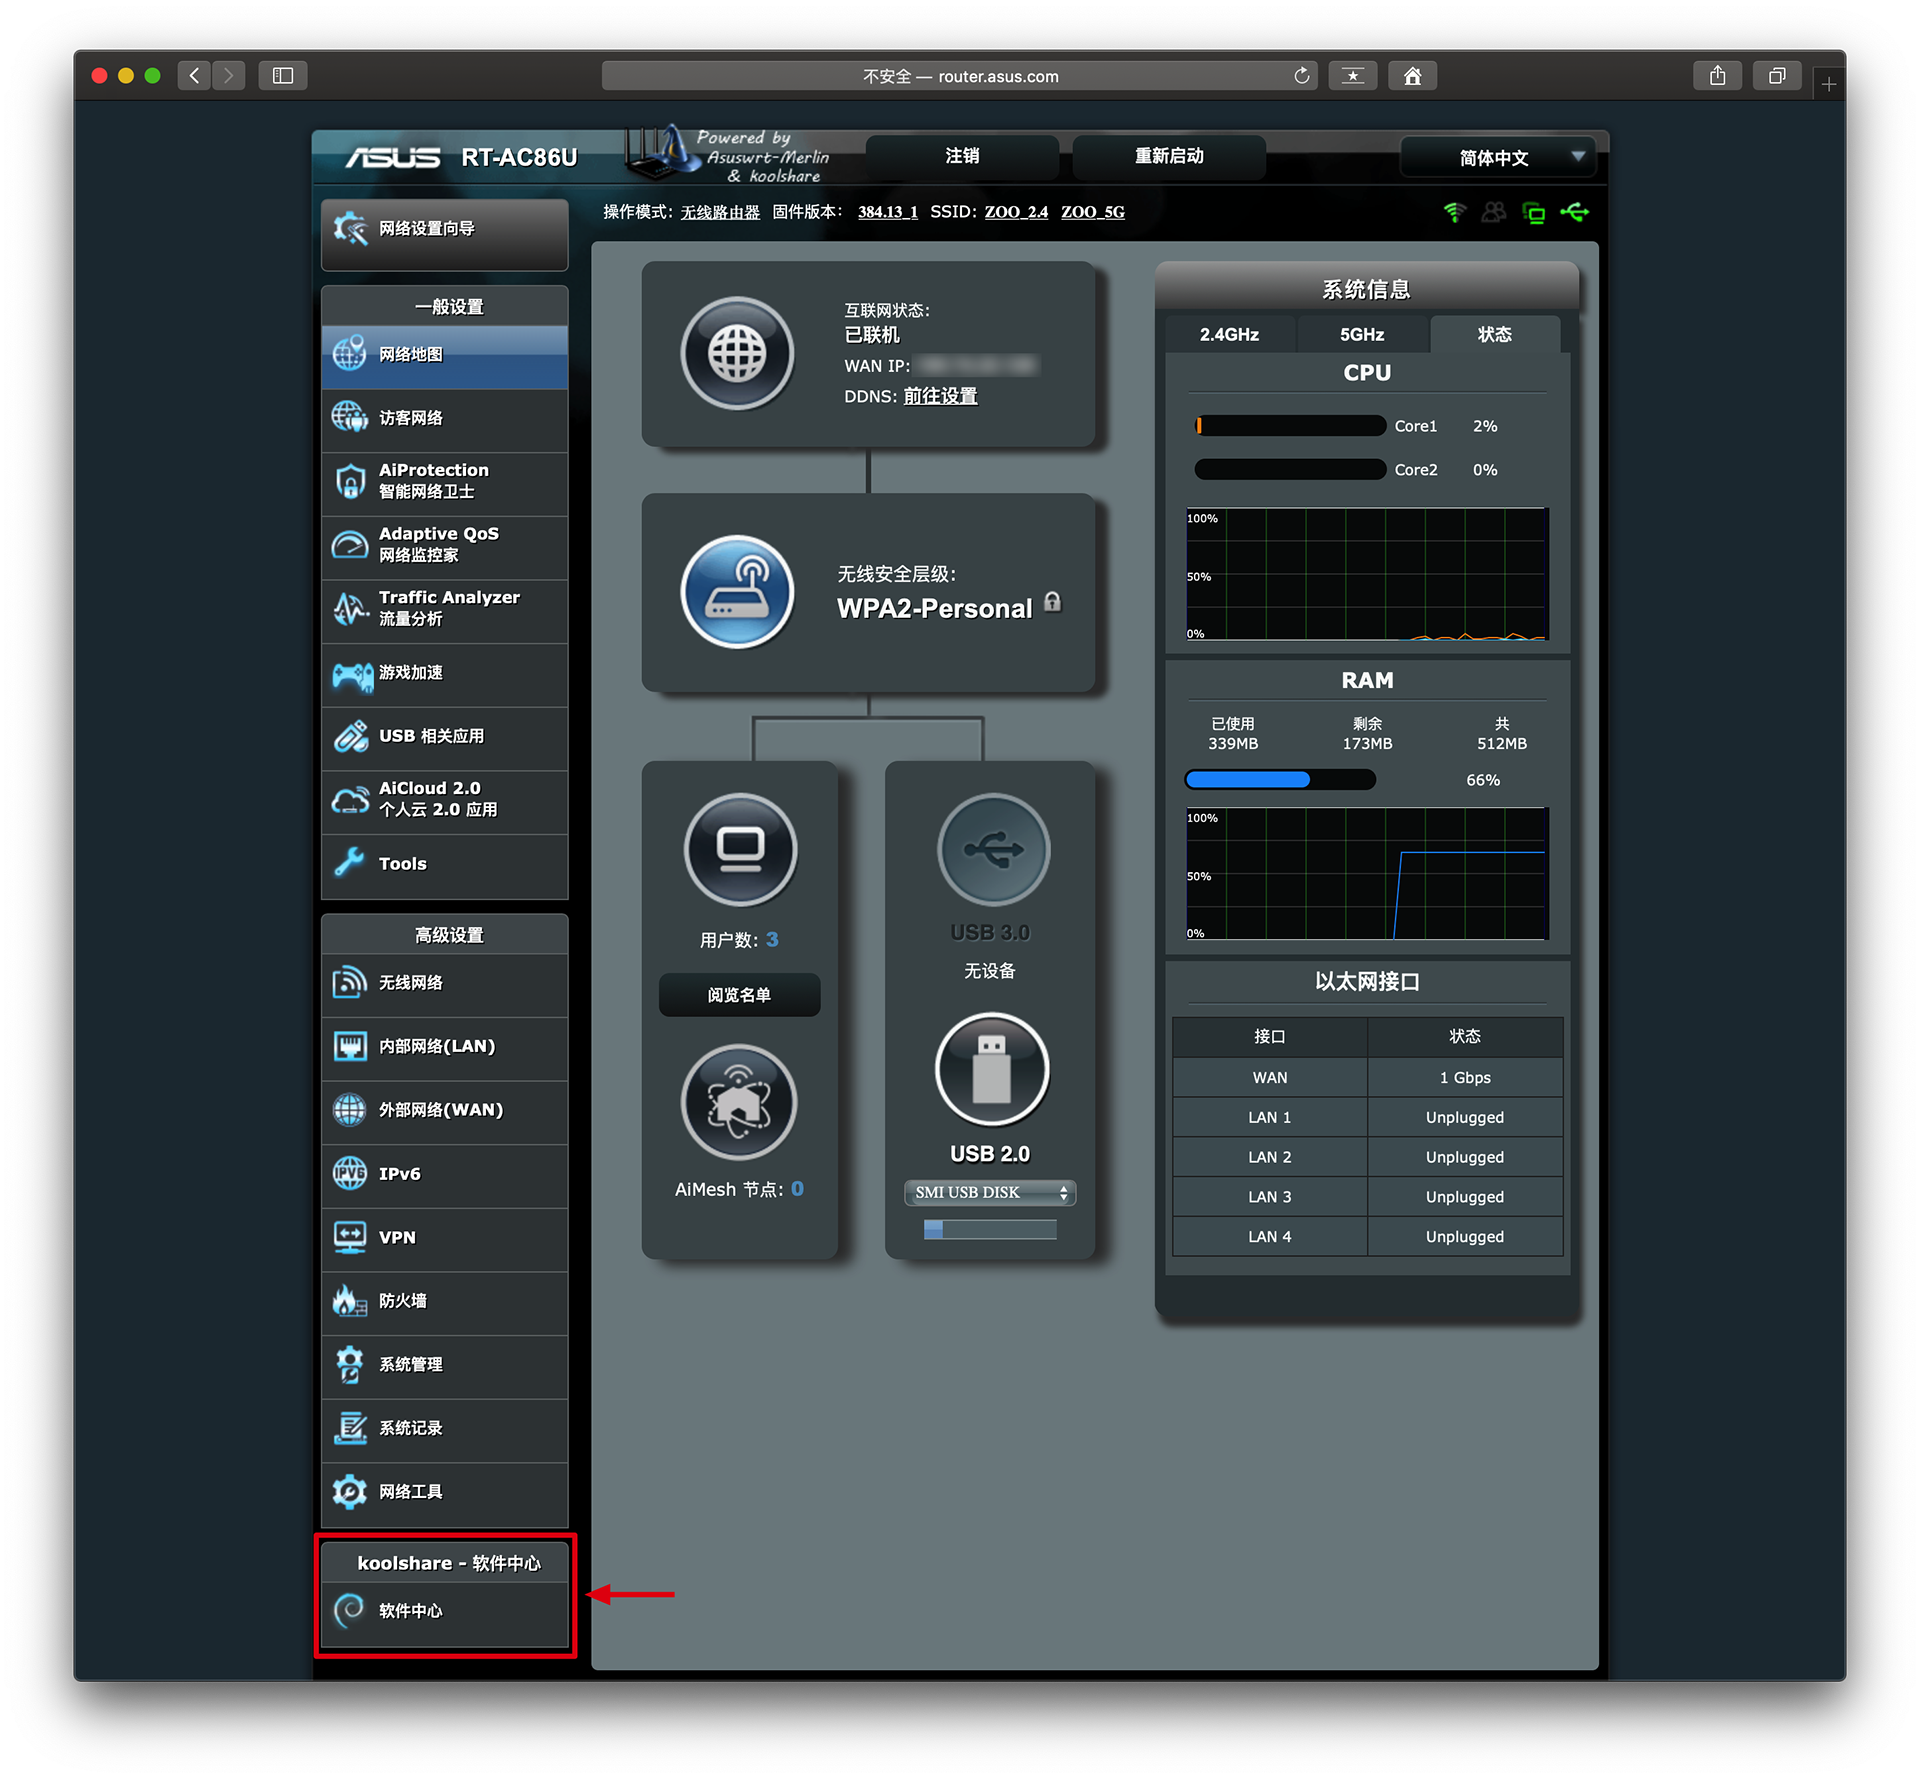 不安全 — router.asus.com
ASUS RT-AC86U
Powered by
Asuswrt-Merlin
& koolshare
注销
重新启动
简体中文
操作模式: 无线路由器 固件版本: 384.13_1 SSID: ZOO_2.4 ZOO_5G
网络设置向导
一般设置
网络地图
访客网络
AiProtection
智能网络卫士
Adaptive QoS
网络监控家
Traffic Analyzer
流量分析
游戏加速
USB 相关应用
AiCloud 2.0
个人云 2.0 应用
Tools
高级设置
无线网络
内部网络(LAN)
外部网络(WAN)
IPv6
VPN
防火墙
系统管理
系统记录
网络工具
koolshare - 软件中心
软件中心
互联网状态:
已联机
WAN IP:
DDNS: 前往设置
无线安全层级:
WPA2-Personal
用户数: 3
阅览名单
AiMesh 节点: 0
USB 3.0
无设备
USB 2.0
SMI USB DISK
系统信息
2.4GHz 5GHz 状态
CPU
Core1 2%
Core2 0%
100%
50%
0%
RAM
已使用 剩余 共
339MB 173MB 512MB
66%
100%
50%
0%
以太网接口
接口 状态
WAN 1 Gbps
LAN 1 Unplugged
LAN 2 Unplugged
LAN 3 Unplugged
LAN 4 Unplugged